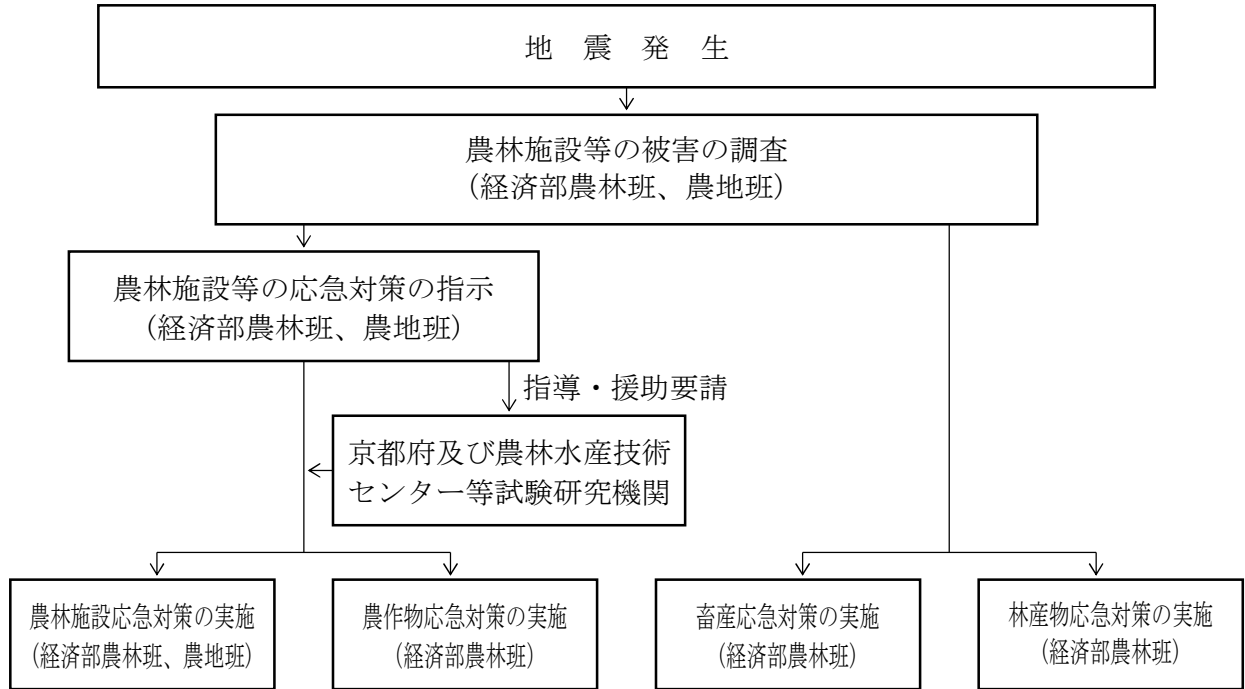 地　震　発　生
農林施設等の被害の調査
（経済部農林班、農地班）
農林施設等の応急対策の指示
（経済部農林班、農地班）
指導・援助要請
京都府及び農林水産技術
センター等試験研究機関
農林施設応急対策の実施
（経済部農林班、農地班）
農作物応急対策の実施
（経済部農林班）
畜産応急対策の実施
（経済部農林班）
林産物応急対策の実施
（経済部農林班）